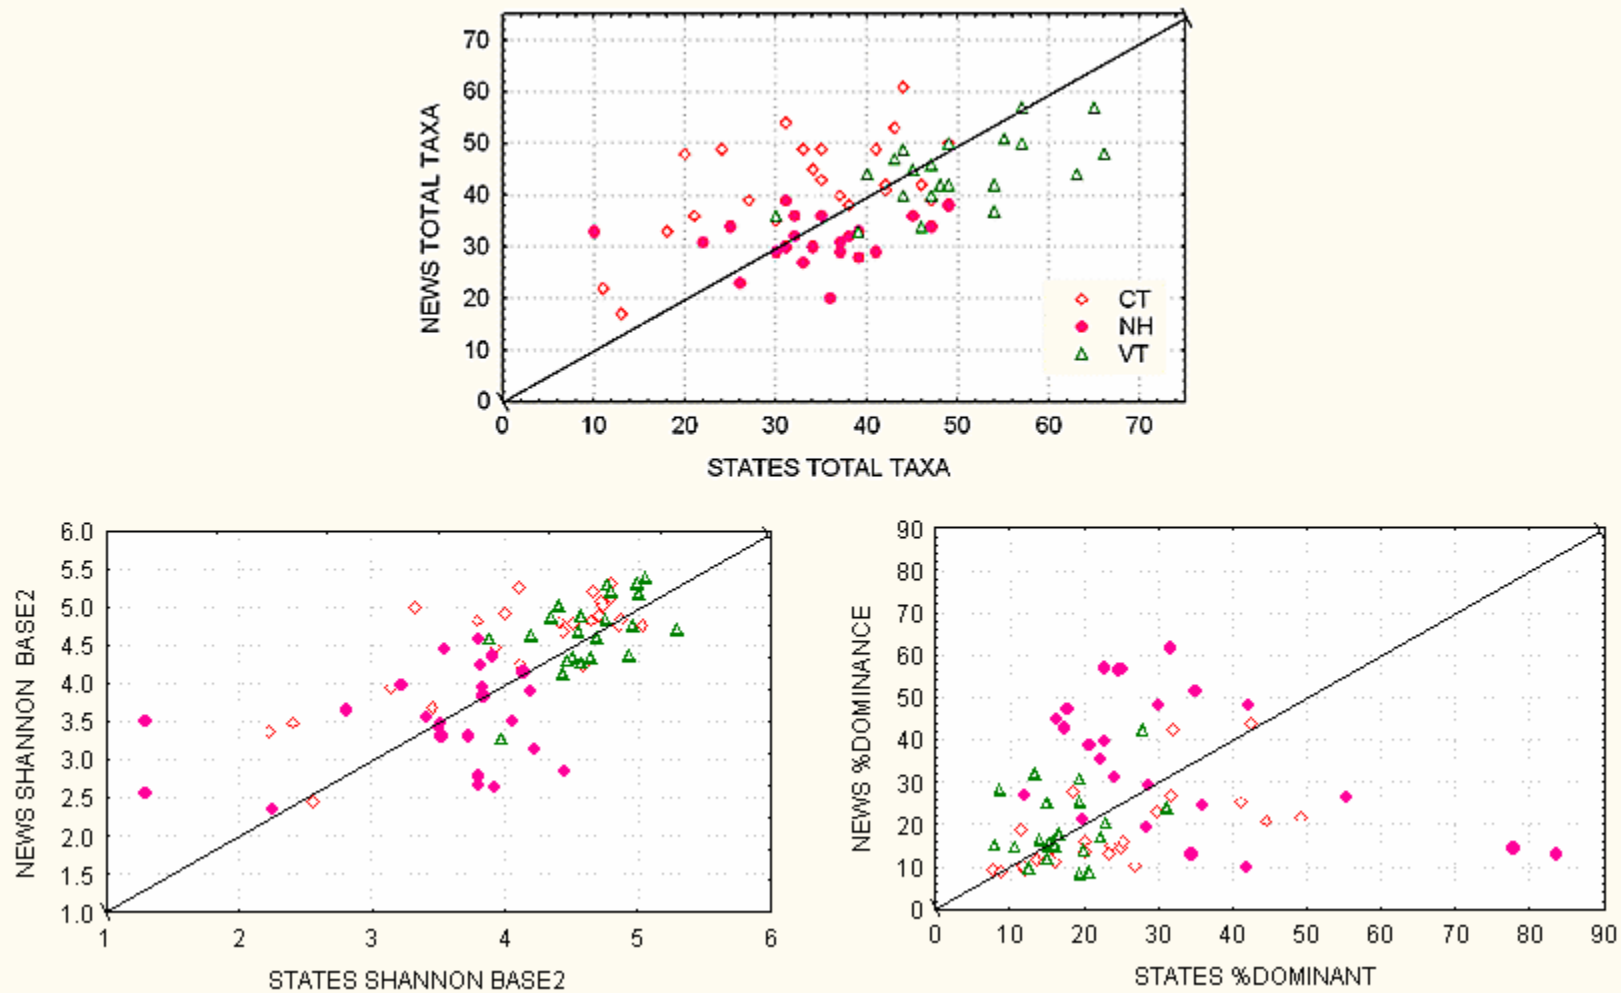 NEWS TOTAL TAXA
70
60
50
40
30
20
10
0
CT
NH
VT
0 10 20 30 40 50 60 70
STATES TOTAL TAXA
NEWS SHANNON BASE2
6.0
5.5
5.0
4.5
4.0
3.5
3.0
2.5
2.0
1.5
1.0
1 2 3 4 5 6
STATES SHANNON BASE2
NEWS %DOMINANCE
90
80
70
60
50
40
30
20
10
0
0 10 20 30 40 50 60 70 80 90
STATES %DOMINANT